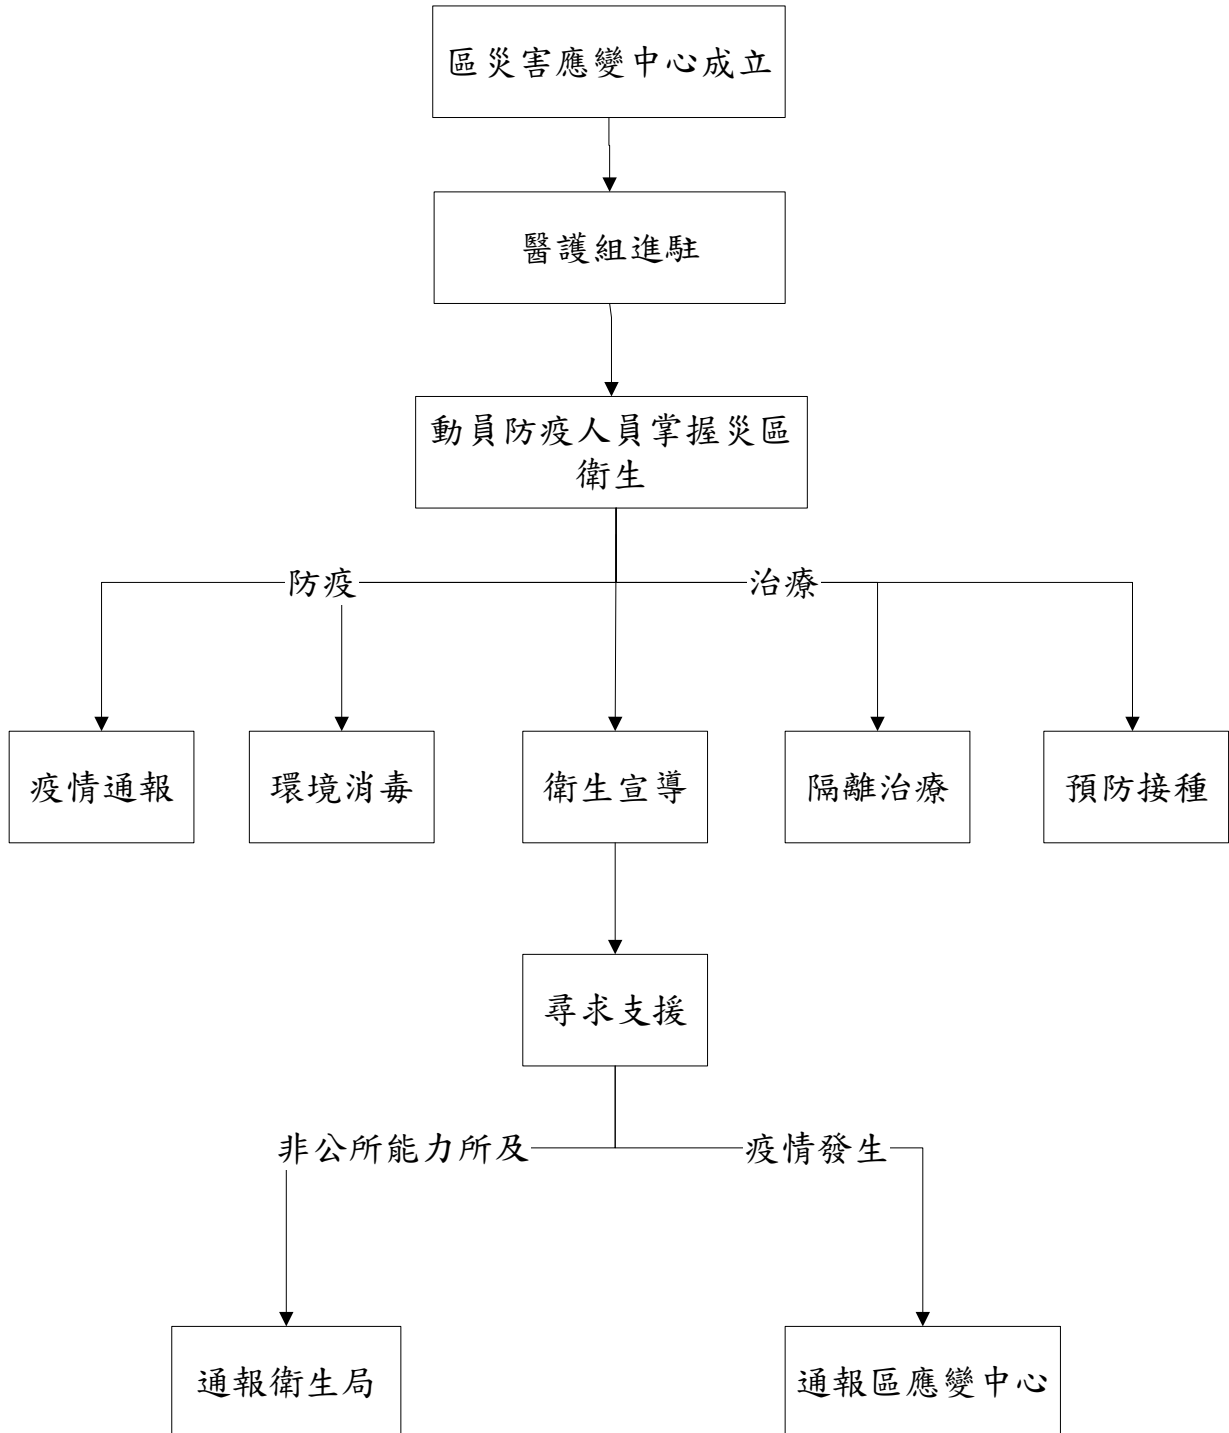 區災害應變中心成立
醫護組進駐
動員防疫人員掌握災區
衛生
防疫
治療
疫情通報
環境消毒
衛生宣導
隔離治療
預防接種
尋求支援
非公所能力所及
疫情發生
通報衛生局
通報區應變中心